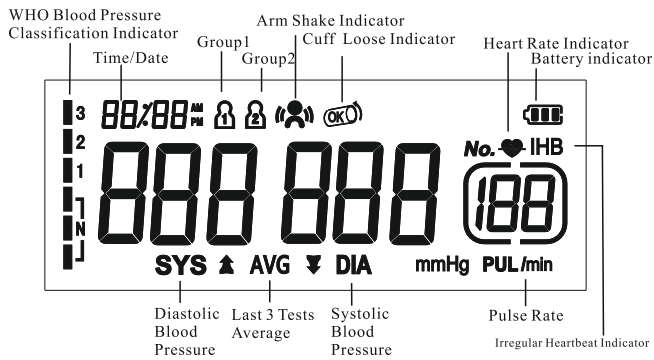 WHO Blood Pressure
Classification Indicator
Time/Date
Group1
Group2
Arm Shake Indicator
Cuff Loose Indicator
Heart Rate Indicator
Battery indicator
3 88/88 AM PM 1 2 OK
2
1
N
No. IHB
888 888 188
SYS AVG DIA mmHg PUL/min
Diastolic
Blood
Pressure
Last 3 Tests
Average
Systolic
Blood
Pressure
Pulse Rate
Irregular Heartbeat Indicator